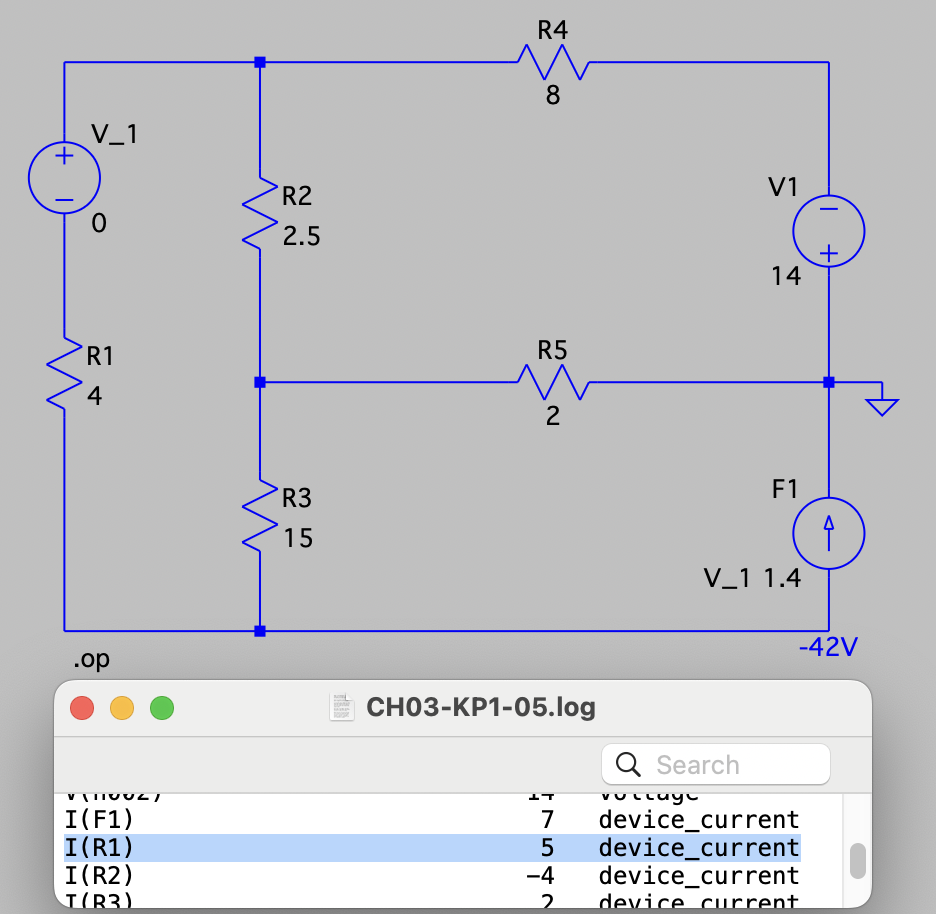 R4
8
V_1
+
−
0
R2
2.5
V1
−
+
14
R1
4
R5
2
R3
15
F1
V_1 1.4
-42V
.op
CH03-KP1-05.log
Search
V(n002) 14 voltage
I(F1) 7 device_current
I(R1) 5 device_current
I(R2) −4 device_current
I(R3) 2 device_current